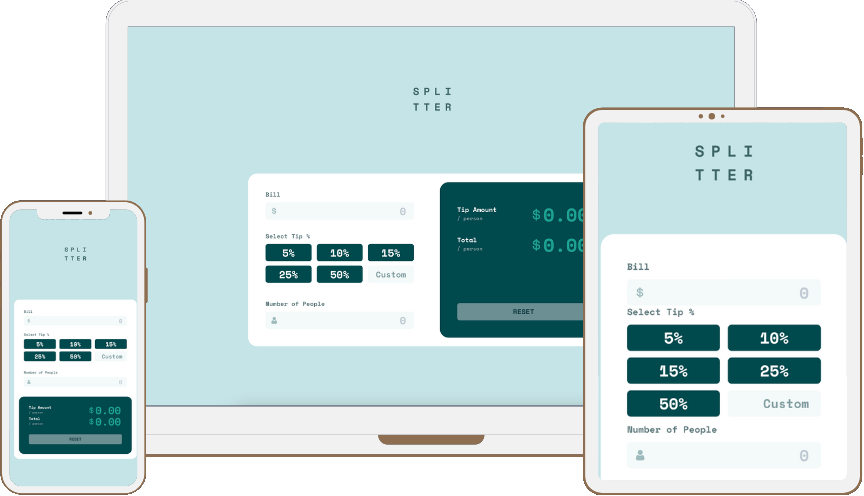 SPLI
TTER
Bill
$ 0
Select Tip %
5% 10% 15%
25% 50% Custom
Number of People
0
Tip Amount
/ person
$0.00
Total
/ person
$0.00
RESET
SPLI
TTER
Bill
$ 0
Select Tip %
5% 10% 15%
25% 50% Custom
Number of People
0
Tip Amount
/ person
$0.00
Total
/ person
$0.00
RESET
SPLI
TTER
Bill
$ 0
Select Tip %
5% 10%
15% 25%
50% Custom
Number of People
0